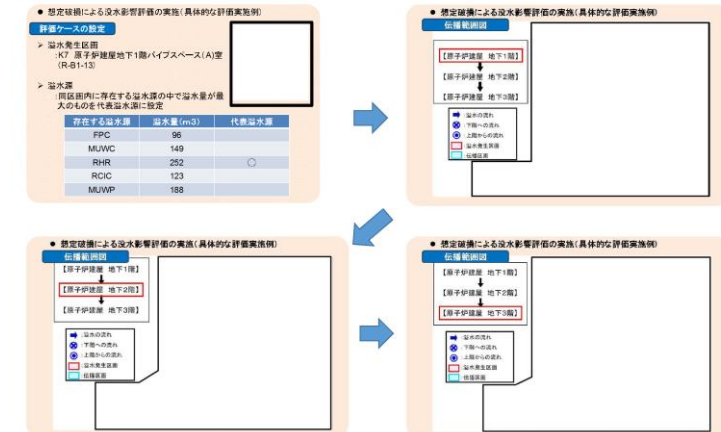 ● 想定破損による没水影響評価の実施(具体的な評価実施例)
評価ケースの設定
➢ 溢水発生区画
:K7 原子炉建屋地下1階パイプスペース(A)室
(R-B1-13)
➢ 溢水源
:同区画内に存在する溢水源の中で溢水量が最
大のものを代表溢水源に設定
存在する溢水源 溢水量(m3) 代表溢水源
FPC 96
MUWC 149
RHR 252 ○
RCIC 123
MUWP 188
● 想定破損による没水影響評価の実施(具体的な評価実施例)
伝播範囲図
【原子炉建屋 地下1階】
【原子炉建屋 地下2階】
【原子炉建屋 地下3階】
:溢水の流れ
:下階への流れ
:上階からの流れ
:溢水発生区画
:伝播区画
● 想定破損による没水影響評価の実施(具体的な評価実施例)
伝播範囲図
【原子炉建屋 地下1階】
【原子炉建屋 地下2階】
【原子炉建屋 地下3階】
:溢水の流れ
:下階への流れ
:上階からの流れ
:溢水発生区画
:伝播区画
● 想定破損による没水影響評価の実施(具体的な評価実施例)
伝播範囲図
【原子炉建屋 地下1階】
【原子炉建屋 地下2階】
【原子炉建屋 地下3階】
:溢水の流れ
:下階への流れ
:上階からの流れ
:溢水発生区画
:伝播区画